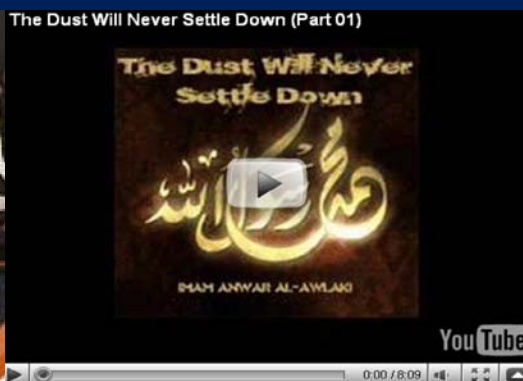 The Dust Will Never Settle Down (Part 01)
The Dust Will Never
Settle Down
محمد رسول الله
IMAM ANWAR AL-AWLAKI
YouTube
0:00 / 8:09